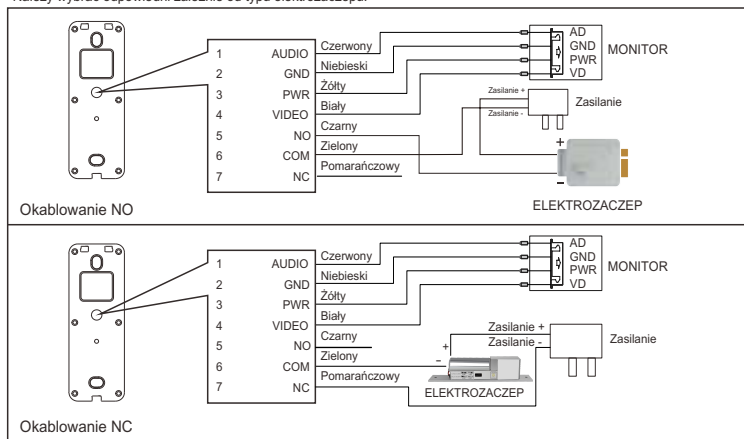 Należy wybrać odpowiedni zależnie od typu elektrozaczepu.
1 AUDIO Czerwony AD
2 GND Niebieski GND
3 PWR Żółty PWR
4 VIDEO Biały VD
MONITOR
5 NO Czarny
6 COM Zielony
7 NC Pomarańczowy
Zasilanie +
Zasilanie -
Zasilanie
+
-
ELEKTROZACZEP
Okablowanie NO
1 AUDIO Czerwony AD
2 GND Niebieski GND
3 PWR Żółty PWR
4 VIDEO Biały VD
MONITOR
5 NO Czarny
6 COM Zielony
7 NC Pomarańczowy
Zasilanie +
Zasilanie -
Zasilanie
+
-
ELEKTROZACZEP
Okablowanie NC